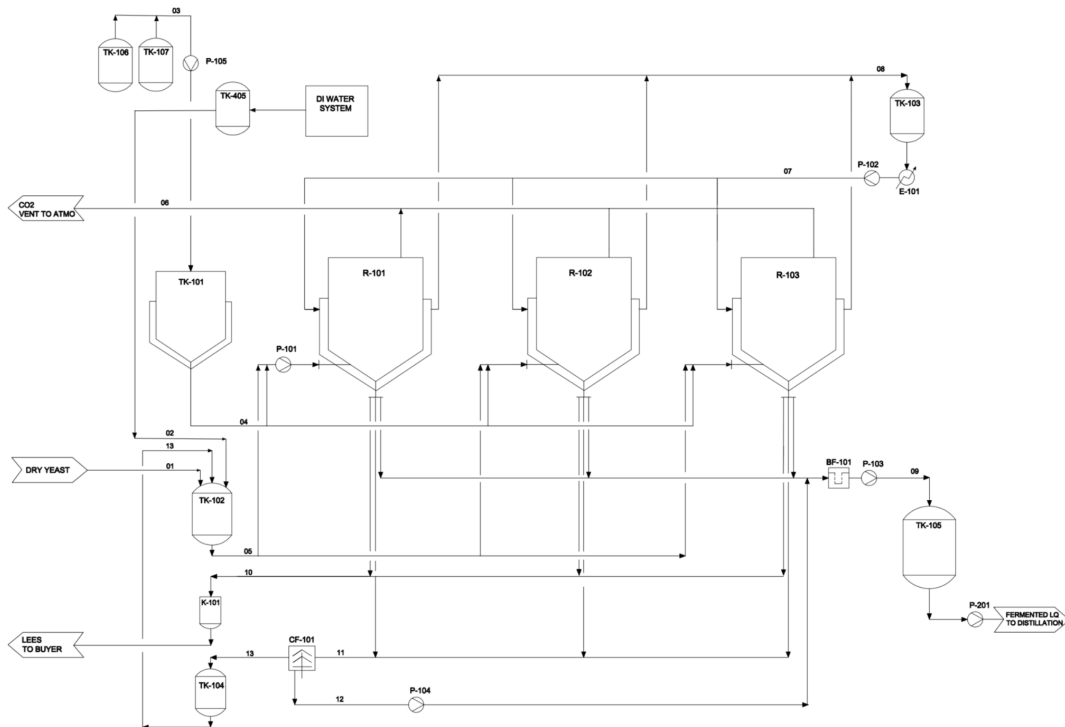 03
TK-106
TK-107
P-105
TK-405
DI WATER
SYSTEM
08
TK-103
P-102
07
E-101
CO2
VENT TO ATMO
06
TK-101
R-101
R-102
R-103
P-101
04
02
13
DRY YEAST
01
TK-102
BF-101
P-103
09
TK-105
05
10
K-101
P-201
FERMENTED LQ
TO DISTILLATION
LEES
TO BUYER
CF-101
13
11
TK-104
12
P-104